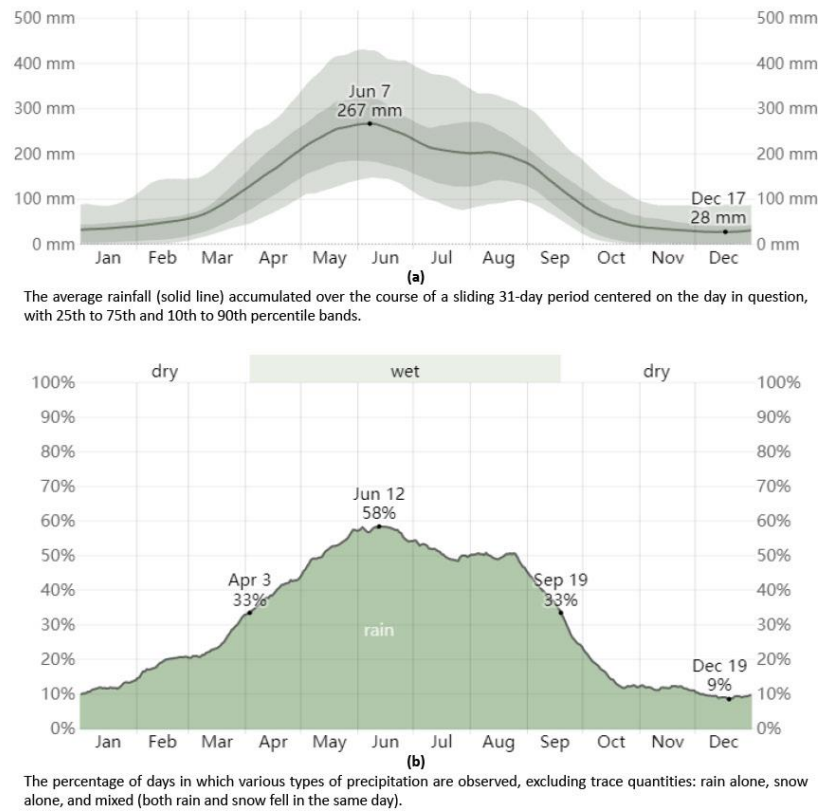 500 mm 500 mm
400 mm 400 mm
Jun 7
300 mm 267 mm 300 mm
200 mm 200 mm
100 mm Dec 17 100 mm
28 mm
0 mm 0 mm
Jan Feb Mar Apr May Jun Jul Aug Sep Oct Nov Dec
(a)
The average rainfall (solid line) accumulated over the course of a sliding 31-day period centered on the day in question,
with 25th to 75th and 10th to 90th percentile bands.
dry wet dry
100% 100%
90% 90%
80% 80%
70% 70%
Jun 12
60% 58% 60%
50% 50%
40% Apr 3 Sep 19 40%
33% 33%
30% rain 30%
20% Dec 19 20%
9%
10% 10%
0% 0%
Jan Feb Mar Apr May Jun Jul Aug Sep Oct Nov Dec
(b)
The percentage of days in which various types of precipitation are observed, excluding trace quantities: rain alone, snow
alone, and mixed (both rain and snow fell in the same day).